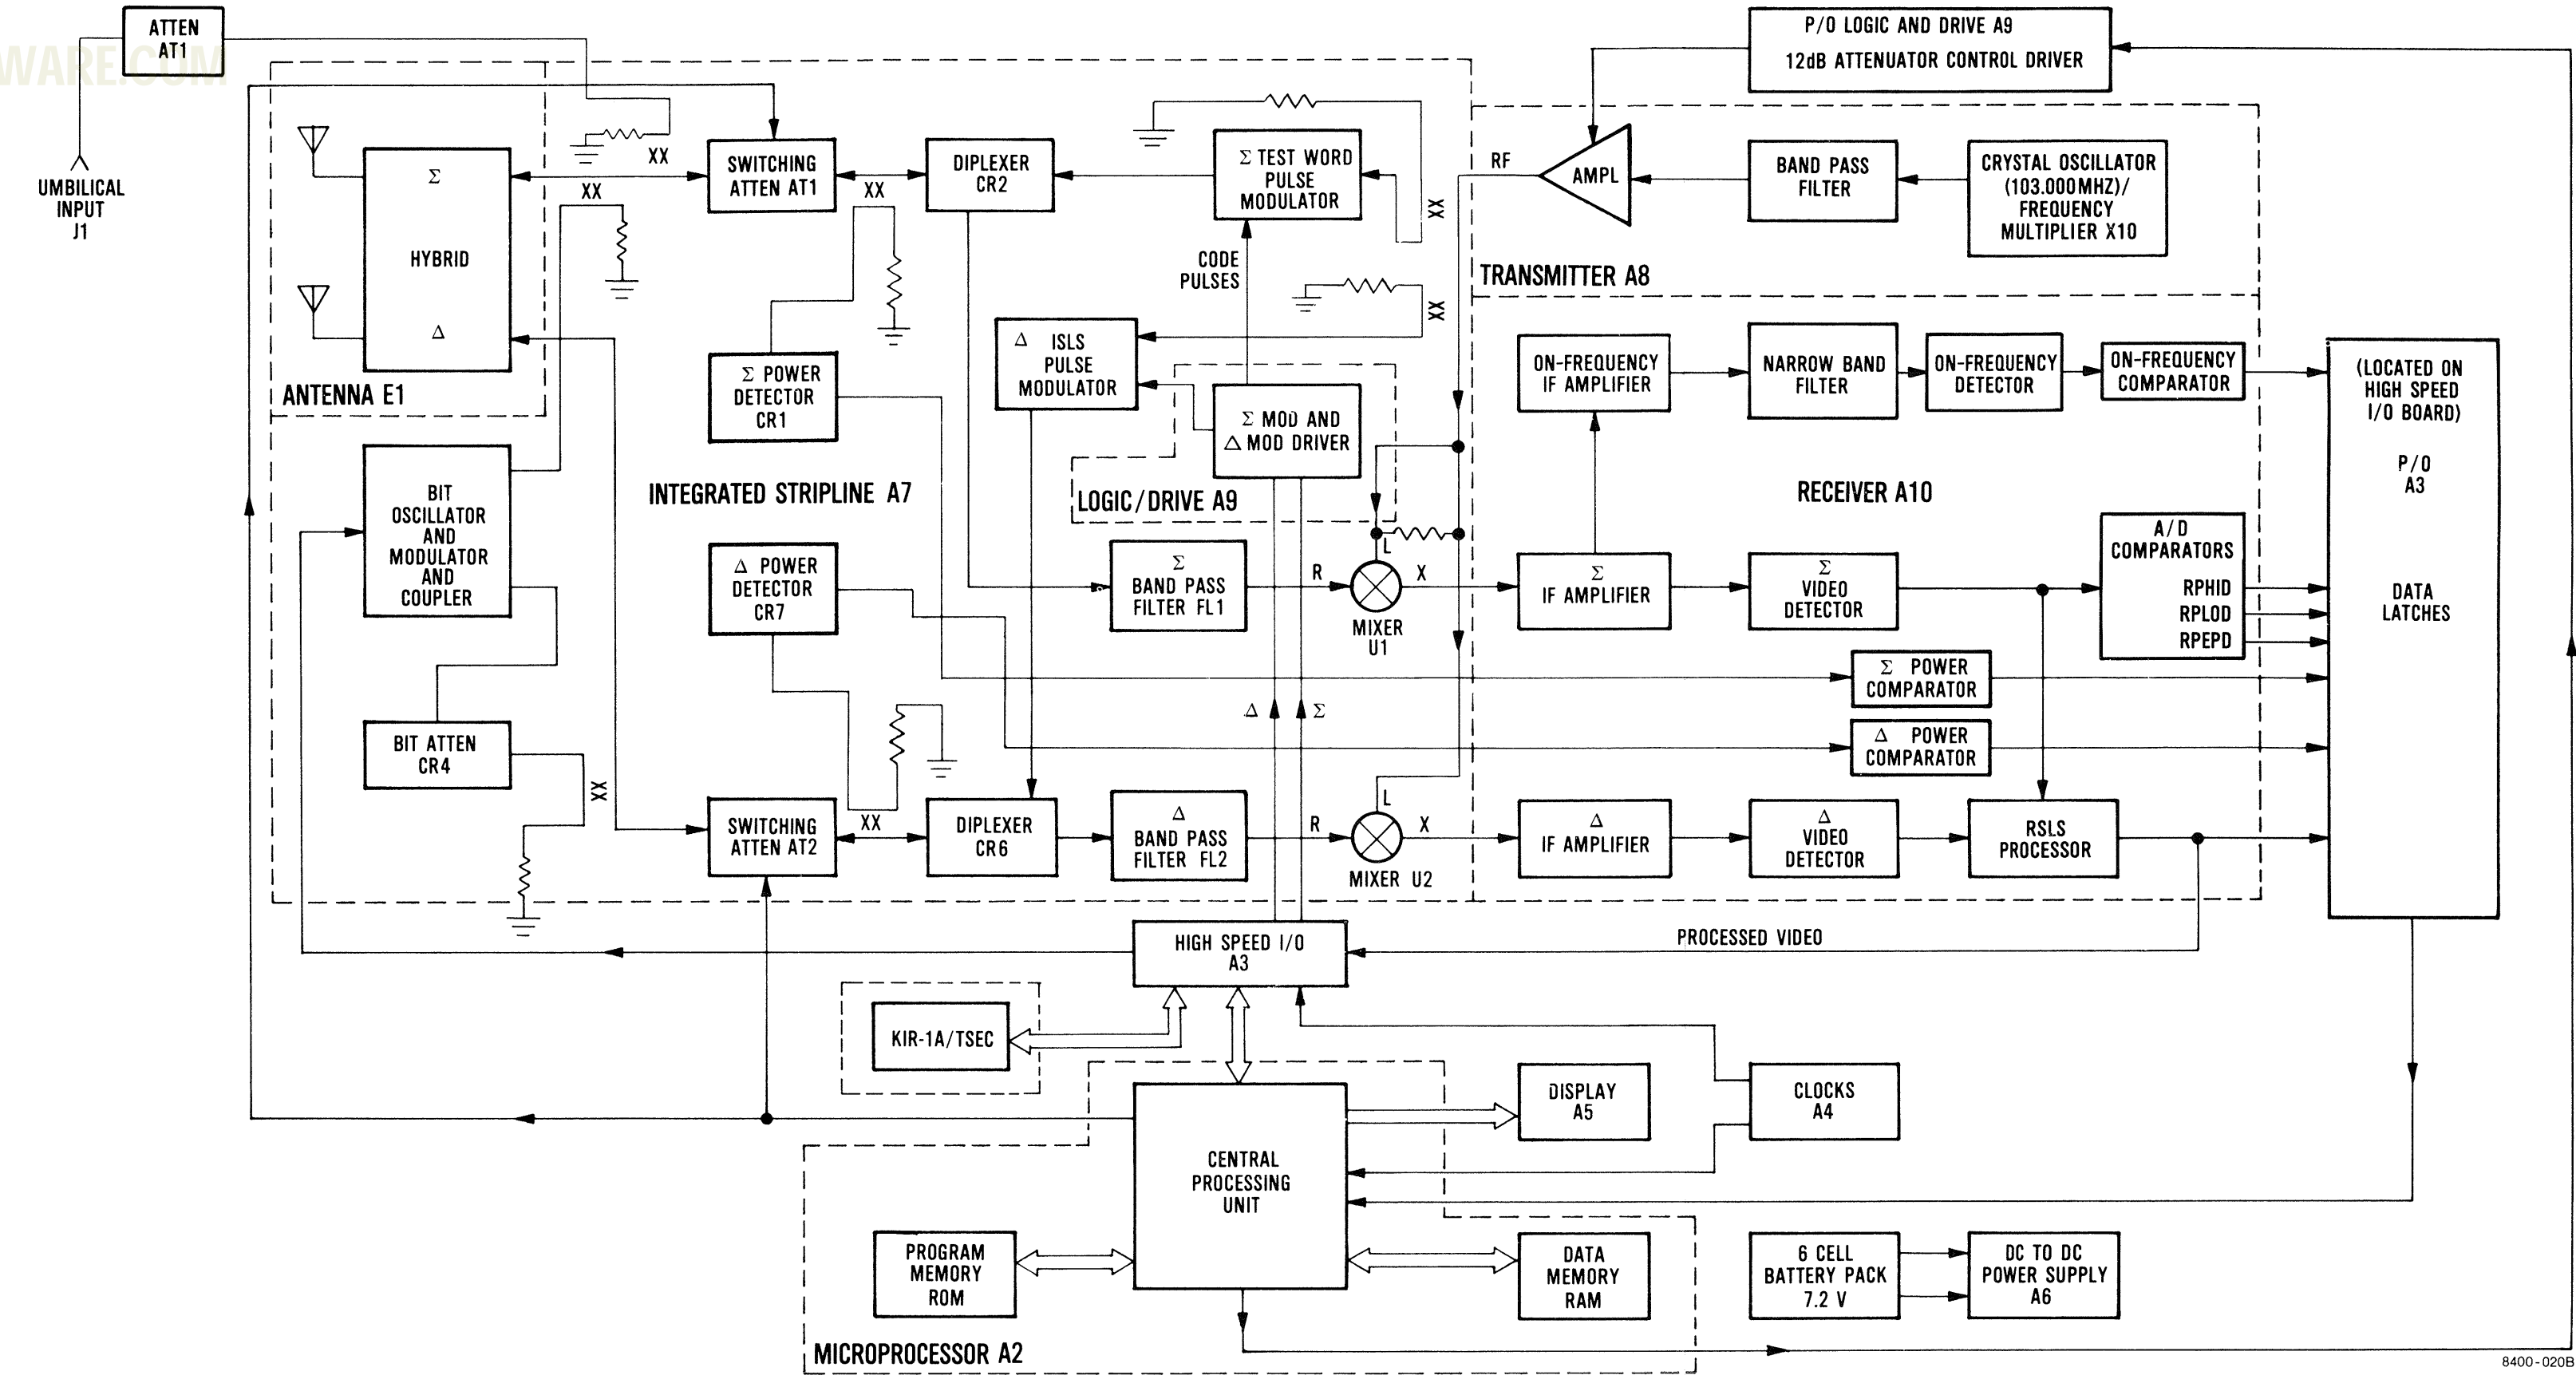 ATTEN
AT1
WARE.COM
UMBILICAL
INPUT
J1
P/O LOGIC AND DRIVE A9
12dB ATTENUATOR CONTROL DRIVER
Σ
HYBRID
Δ
ANTENNA E1
XX
XX
SWITCHING
ATTEN AT1
XX
DIPLEXER
CR2
Σ TEST WORD
PULSE
MODULATOR
XX
CODE
PULSES
RF
AMPL
BAND PASS
FILTER
CRYSTAL OSCILLATOR
(103.000MHZ)/
FREQUENCY
MULTIPLIER X10
TRANSMITTER A8
Σ POWER
DETECTOR
CR1
Δ ISLS
PULSE
MODULATOR
XX
Σ MOD AND
Δ MOD DRIVER
LOGIC/DRIVE A9
INTEGRATED STRIPLINE A7
ON-FREQUENCY
IF AMPLIFIER
NARROW BAND
FILTER
ON-FREQUENCY
DETECTOR
ON-FREQUENCY
COMPARATOR
(LOCATED ON
HIGH SPEED
I/O BOARD)
P/O
A3
DATA
LATCHES
RECEIVER A10
BIT
OSCILLATOR
AND
MODULATOR
AND
COUPLER
Δ POWER
DETECTOR
CR7
Σ
BAND PASS
FILTER FL1
R
L
X
MIXER
U1
Σ
IF AMPLIFIER
Σ
VIDEO
DETECTOR
A/D
COMPARATORS
RPHID
RPLOD
RPEPD
Σ POWER
COMPARATOR
Δ POWER
COMPARATOR
Δ
Σ
BIT ATTEN
CR4
XX
SWITCHING
ATTEN AT2
XX
DIPLEXER
CR6
Δ
BAND PASS
FILTER FL2
R
L
X
MIXER U2
Δ
IF AMPLIFIER
Δ
VIDEO
DETECTOR
RSLS
PROCESSOR
HIGH SPEED I/O
A3
PROCESSED VIDEO
KIR-1A/TSEC
CENTRAL
PROCESSING
UNIT
DISPLAY
A5
CLOCKS
A4
PROGRAM
MEMORY
ROM
DATA
MEMORY
RAM
6 CELL
BATTERY PACK
7.2 V
DC TO DC
POWER SUPPLY
A6
MICROPROCESSOR A2
8400-020B